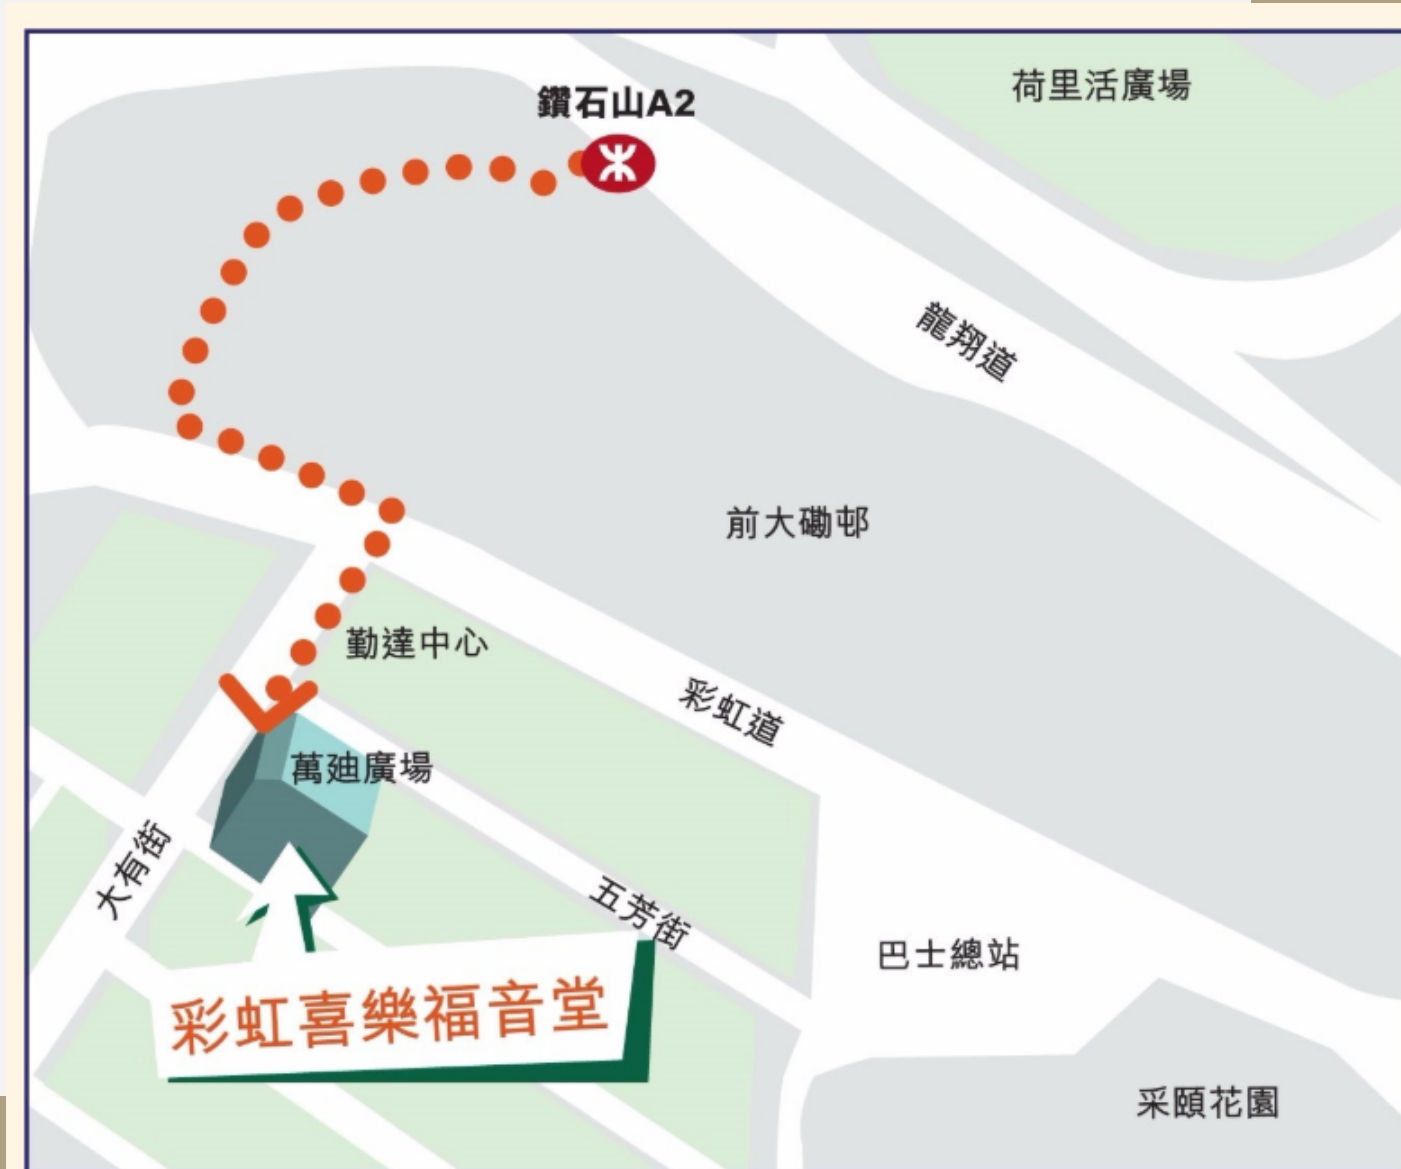 荷里活廣場
鑽石山A2
龍翔道
前大磡邨
勤達中心
彩虹道
萬廸廣場
大有街
五芳街
巴士總站
彩虹喜樂福音堂
采頤花園